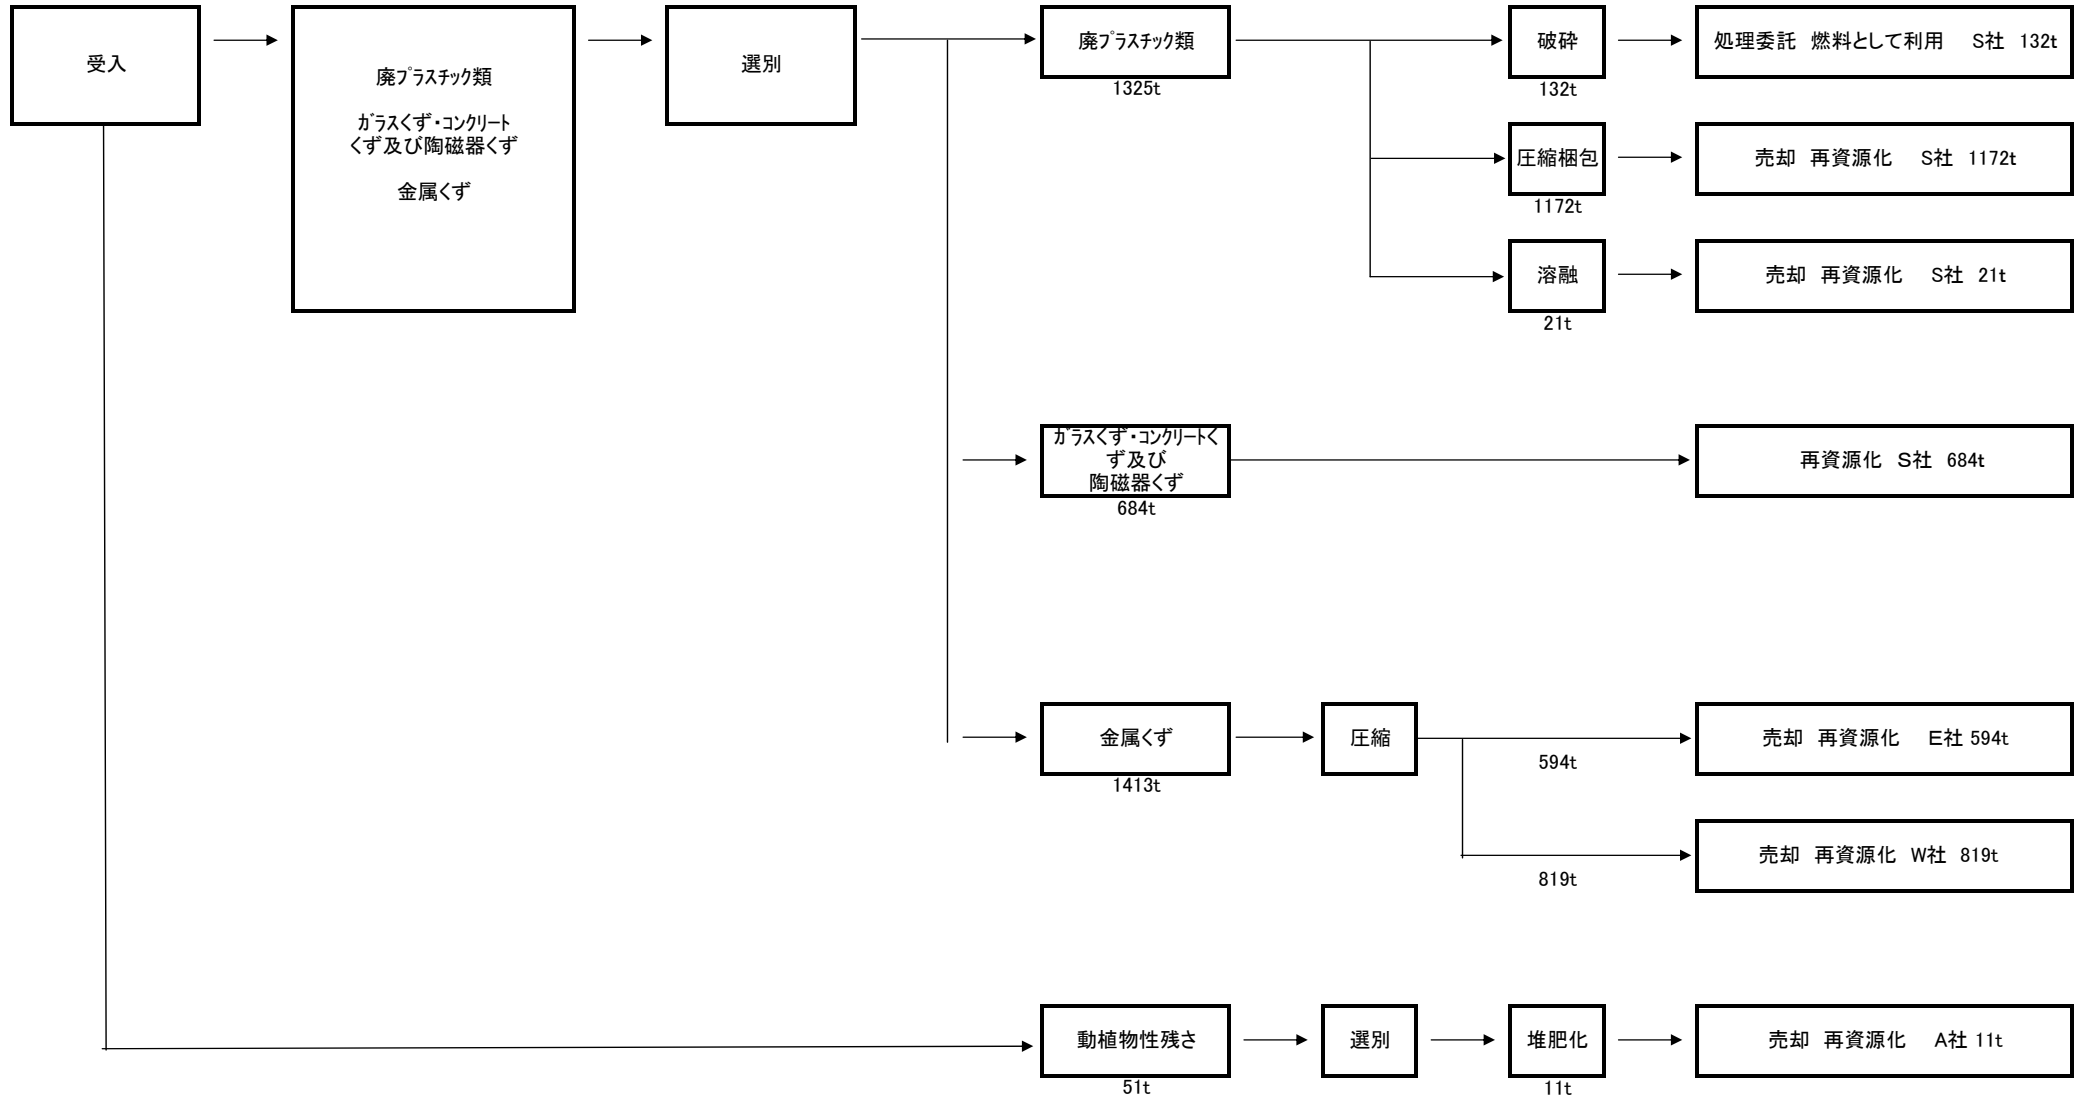 受入
廃ﾌﾟﾗｽﾁｯｸ類
ｶﾞﾗｽくず・ｺﾝｸﾘｰﾄ
くず及び陶磁器くず
金属くず
選別
廃ﾌﾟﾗｽﾁｯｸ類
1325t
破砕
132t
処理委託 燃料として利用 S社 132t
圧縮梱包
1172t
売却 再資源化 S社 1172t
溶融
21t
売却 再資源化 S社 21t
ｶﾞﾗｽくず・ｺﾝｸﾘｰﾄく
ず及び
陶磁器くず
684t
再資源化 Ｓ社 684t
金属くず
1413t
圧縮
594t
売却 再資源化 Ｅ社 594t
819t
売却 再資源化 W社 819t
動植物性残さ
51t
選別
堆肥化
11t
売却 再資源化 A社 11t